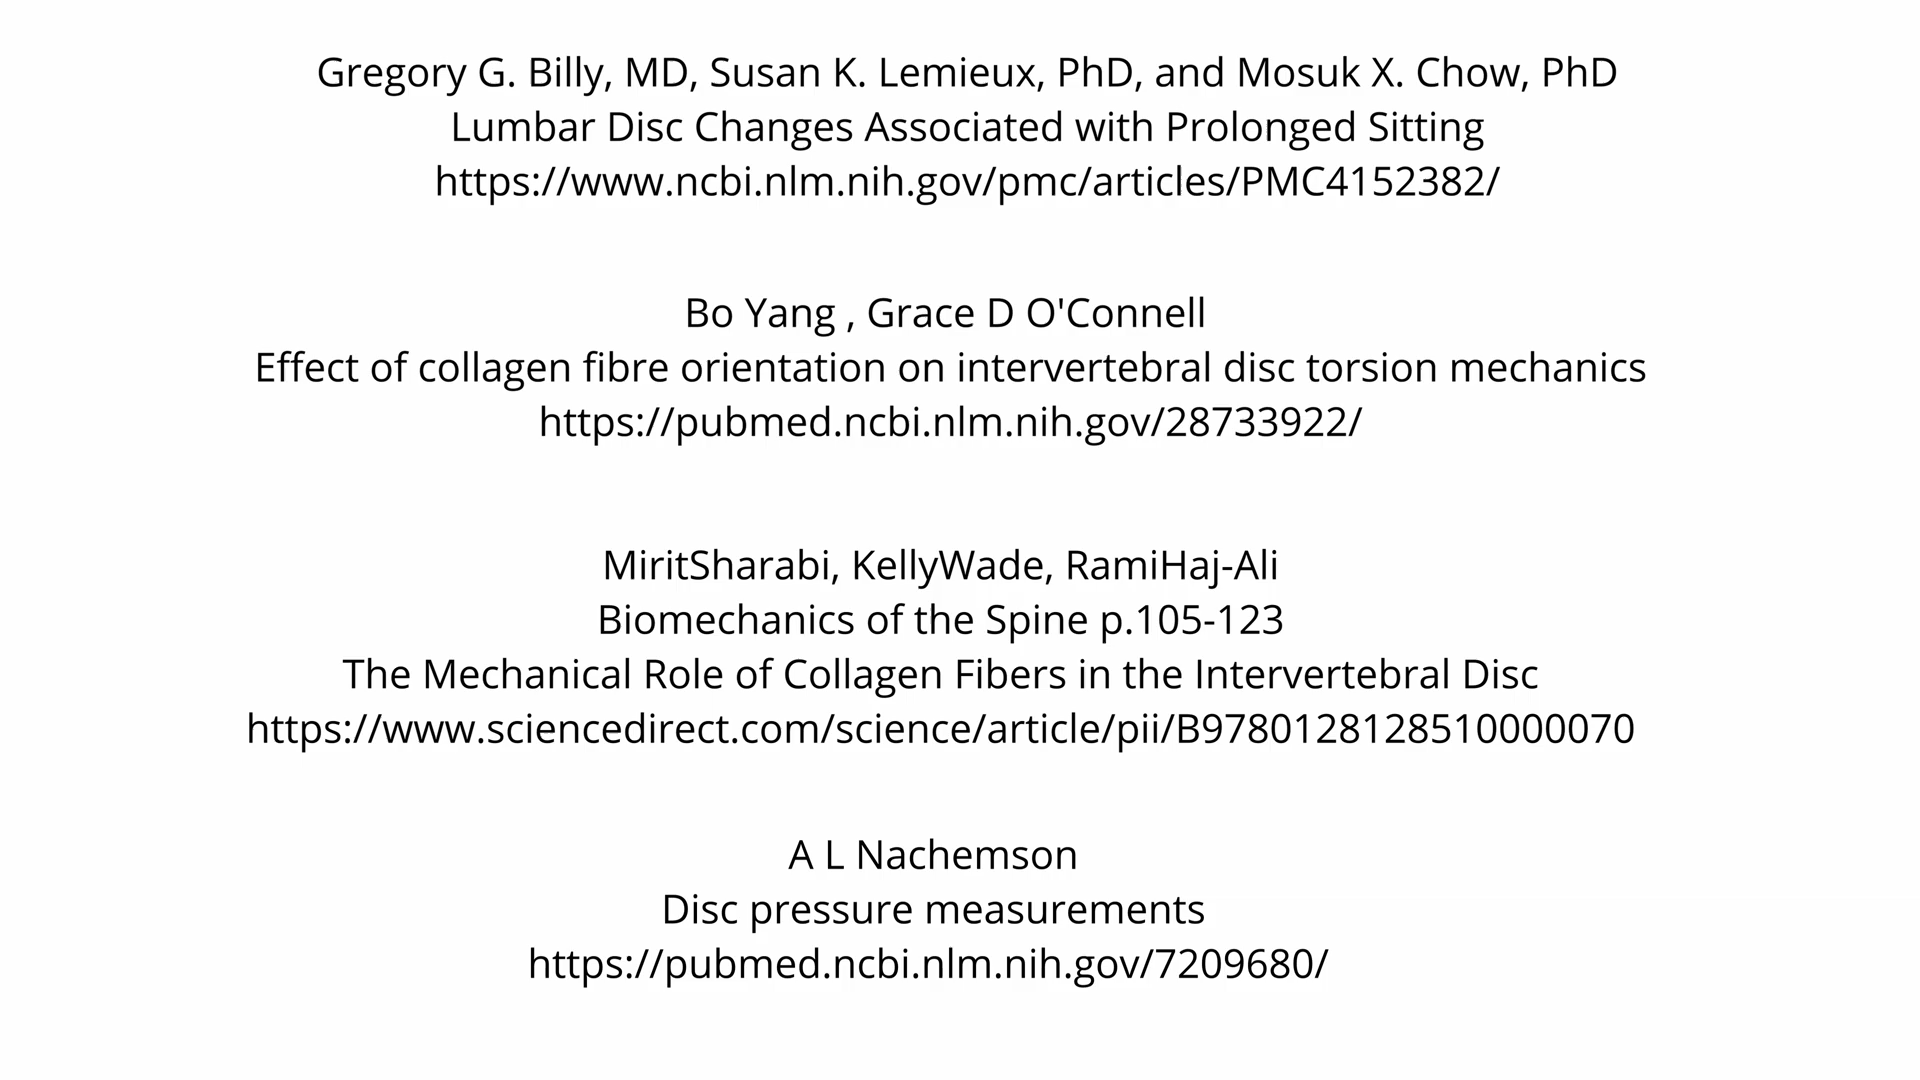 Gregory G. Billy, MD, Susan K. Lemieux, PhD, and Mosuk X. Chow, PhD
Lumbar Disc Changes Associated with Prolonged Sitting
https://www.ncbi.nlm.nih.gov/pmc/articles/PMC4152382/
Bo Yang , Grace D O'Connell
Effect of collagen fibre orientation on intervertebral disc torsion mechanics
https://pubmed.ncbi.nlm.nih.gov/28733922/
MiritSharabi, KellyWade, RamiHaj-Ali
Biomechanics of the Spine p.105-123
The Mechanical Role of Collagen Fibers in the Intervertebral Disc
https://www.sciencedirect.com/science/article/pii/B9780128128510000070
A L Nachemson
Disc pressure measurements
https://pubmed.ncbi.nlm.nih.gov/7209680/